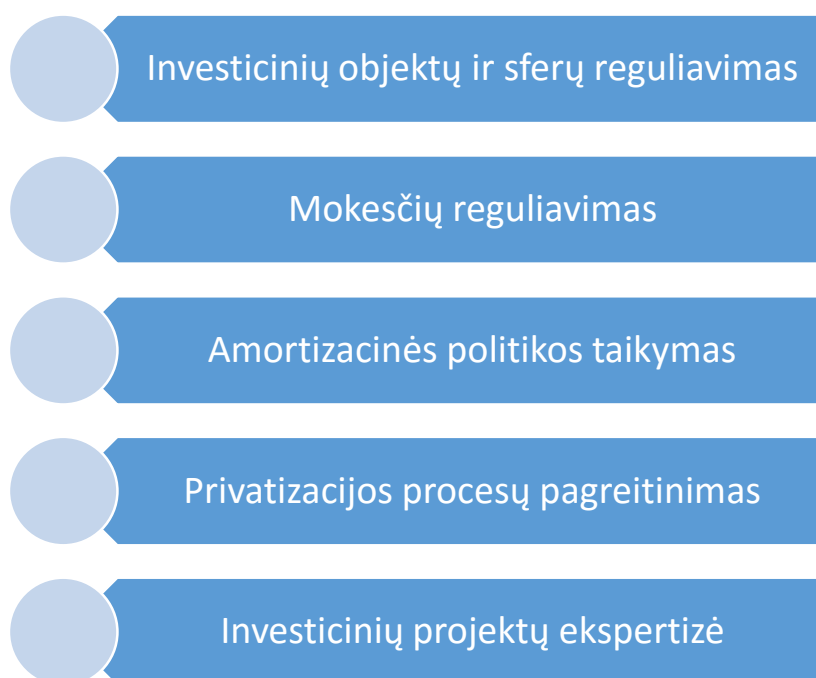 Investicinių objektų ir sferų reguliavimas
Mokesčių reguliavimas
Amortizacinės politikos taikymas
Privatizacijos procesų pagreitinimas
Investicinių projektų ekspertizė